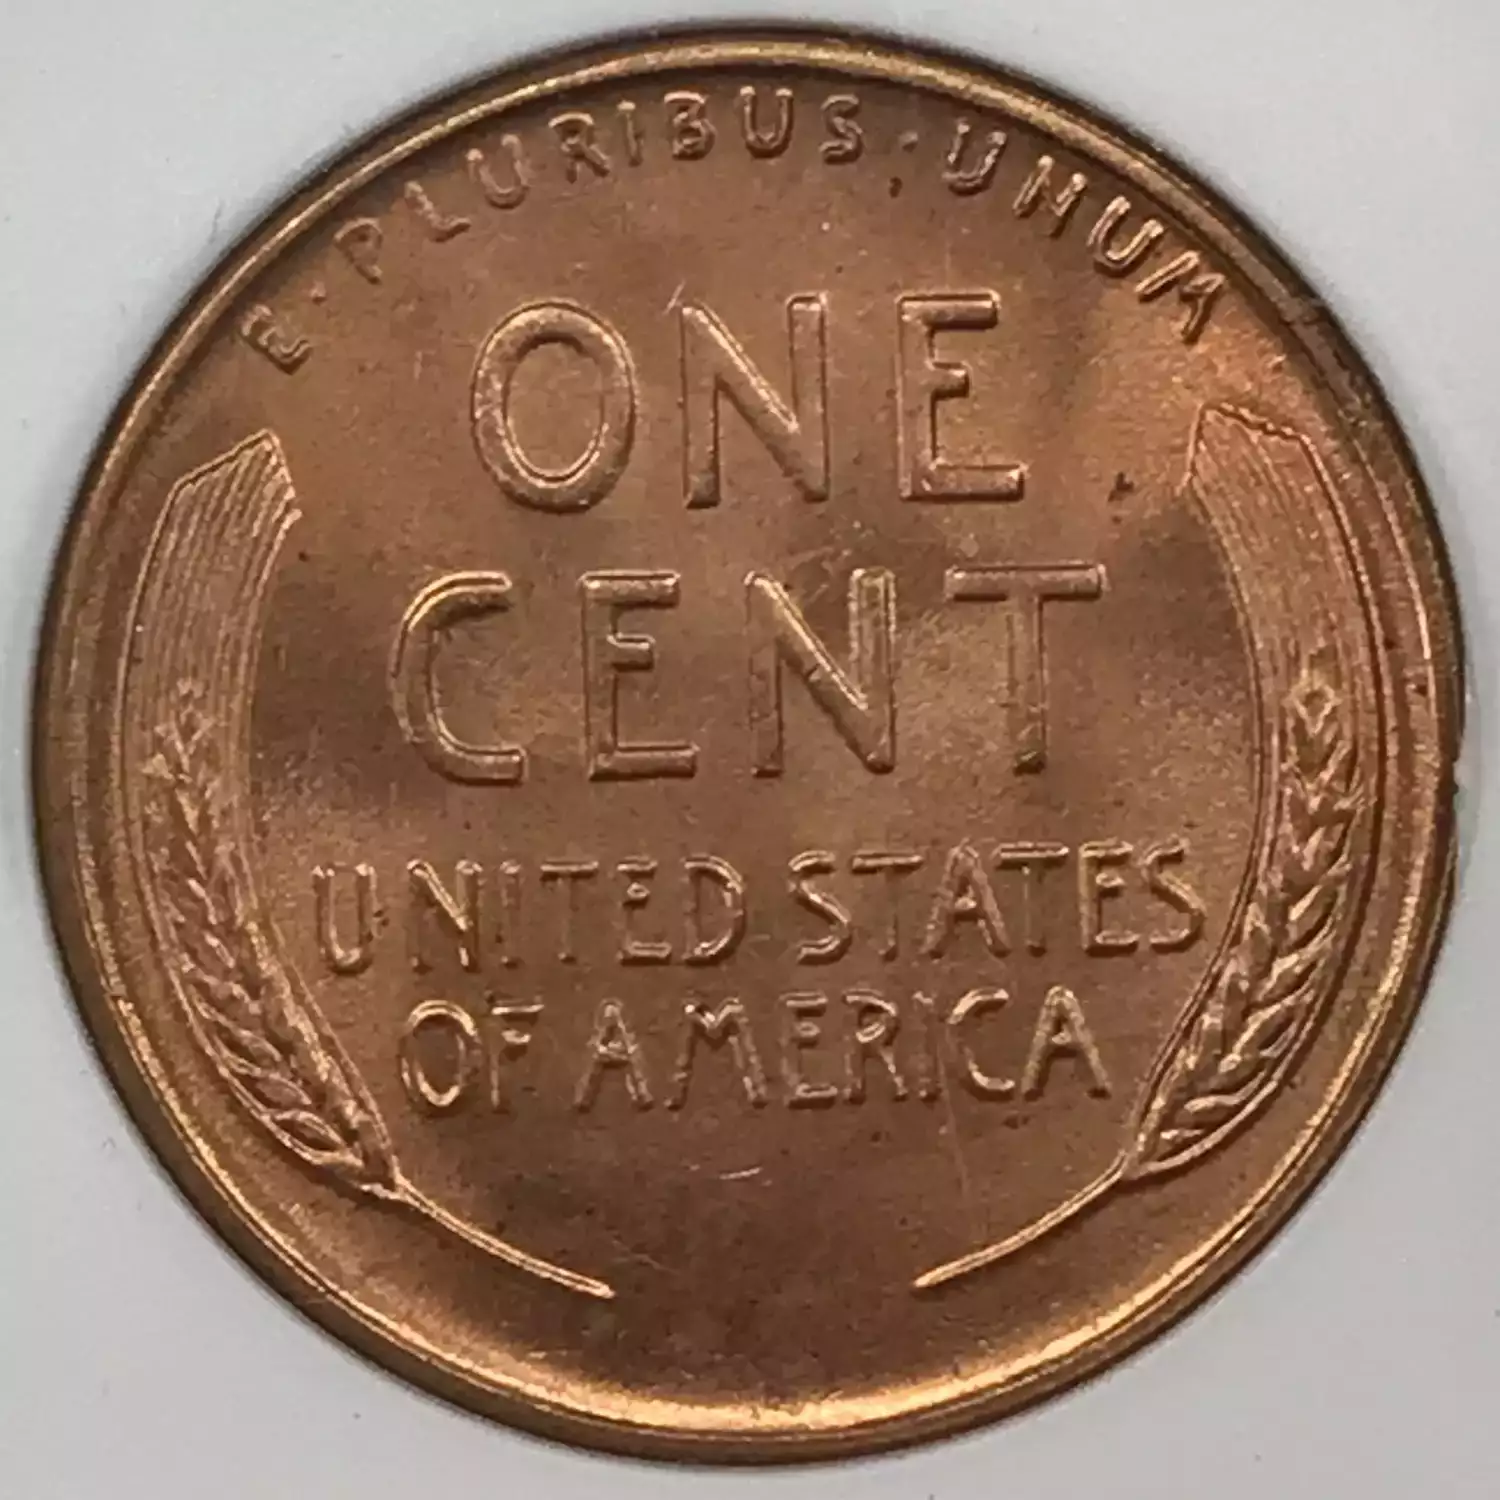 E·PLURIBUS·UNUM
ONE
CENT
UNITED STATES
OF AMERICA